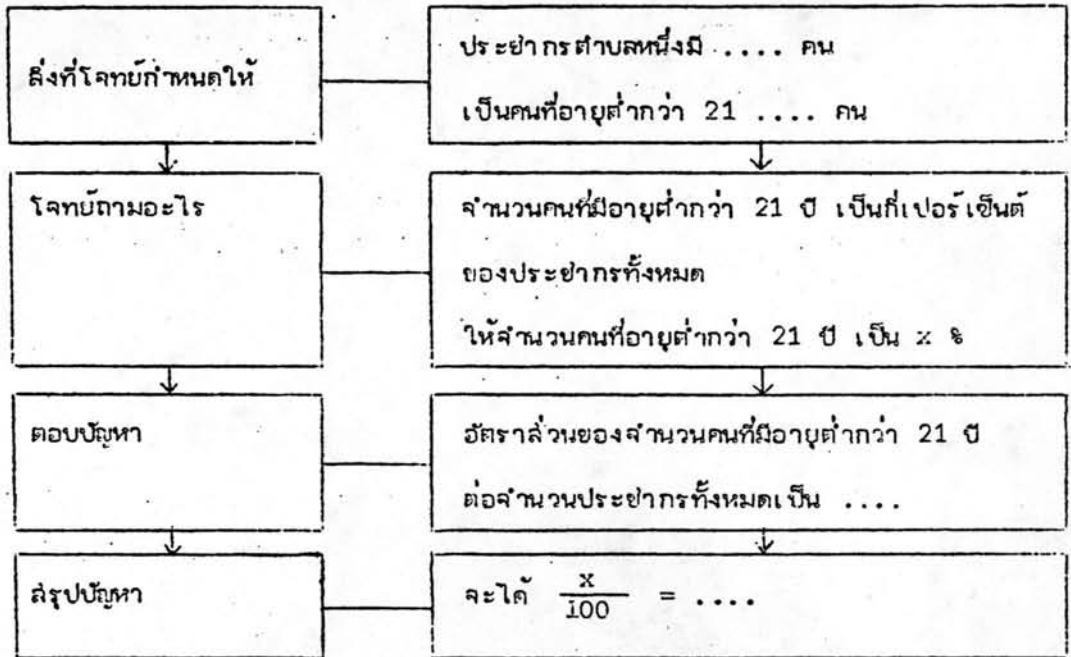 สิ่งที่โจทย์กำหนดให้
ประชากรตำบลหนึ่งมี .... คน
เป็นคนที่อายุต่ำกว่า 21 .... คน
โจทย์ถามอะไร
จำนวนคนที่มีอายุต่ำกว่า 21 ปี เป็นกี่เปอร์เซ็นต์
ของประชากรทั้งหมด
ให้จำนวนคนที่อายุต่ำกว่า 21 ปี เป็น x %
ตอบปัญหา
อัตราส่วนของจำนวนคนที่มีอายุต่ำกว่า 21 ปี
ต่อจำนวนประชากรทั้งหมดเป็น ....
สรุปปัญหา
จะได้ x/100 = ....